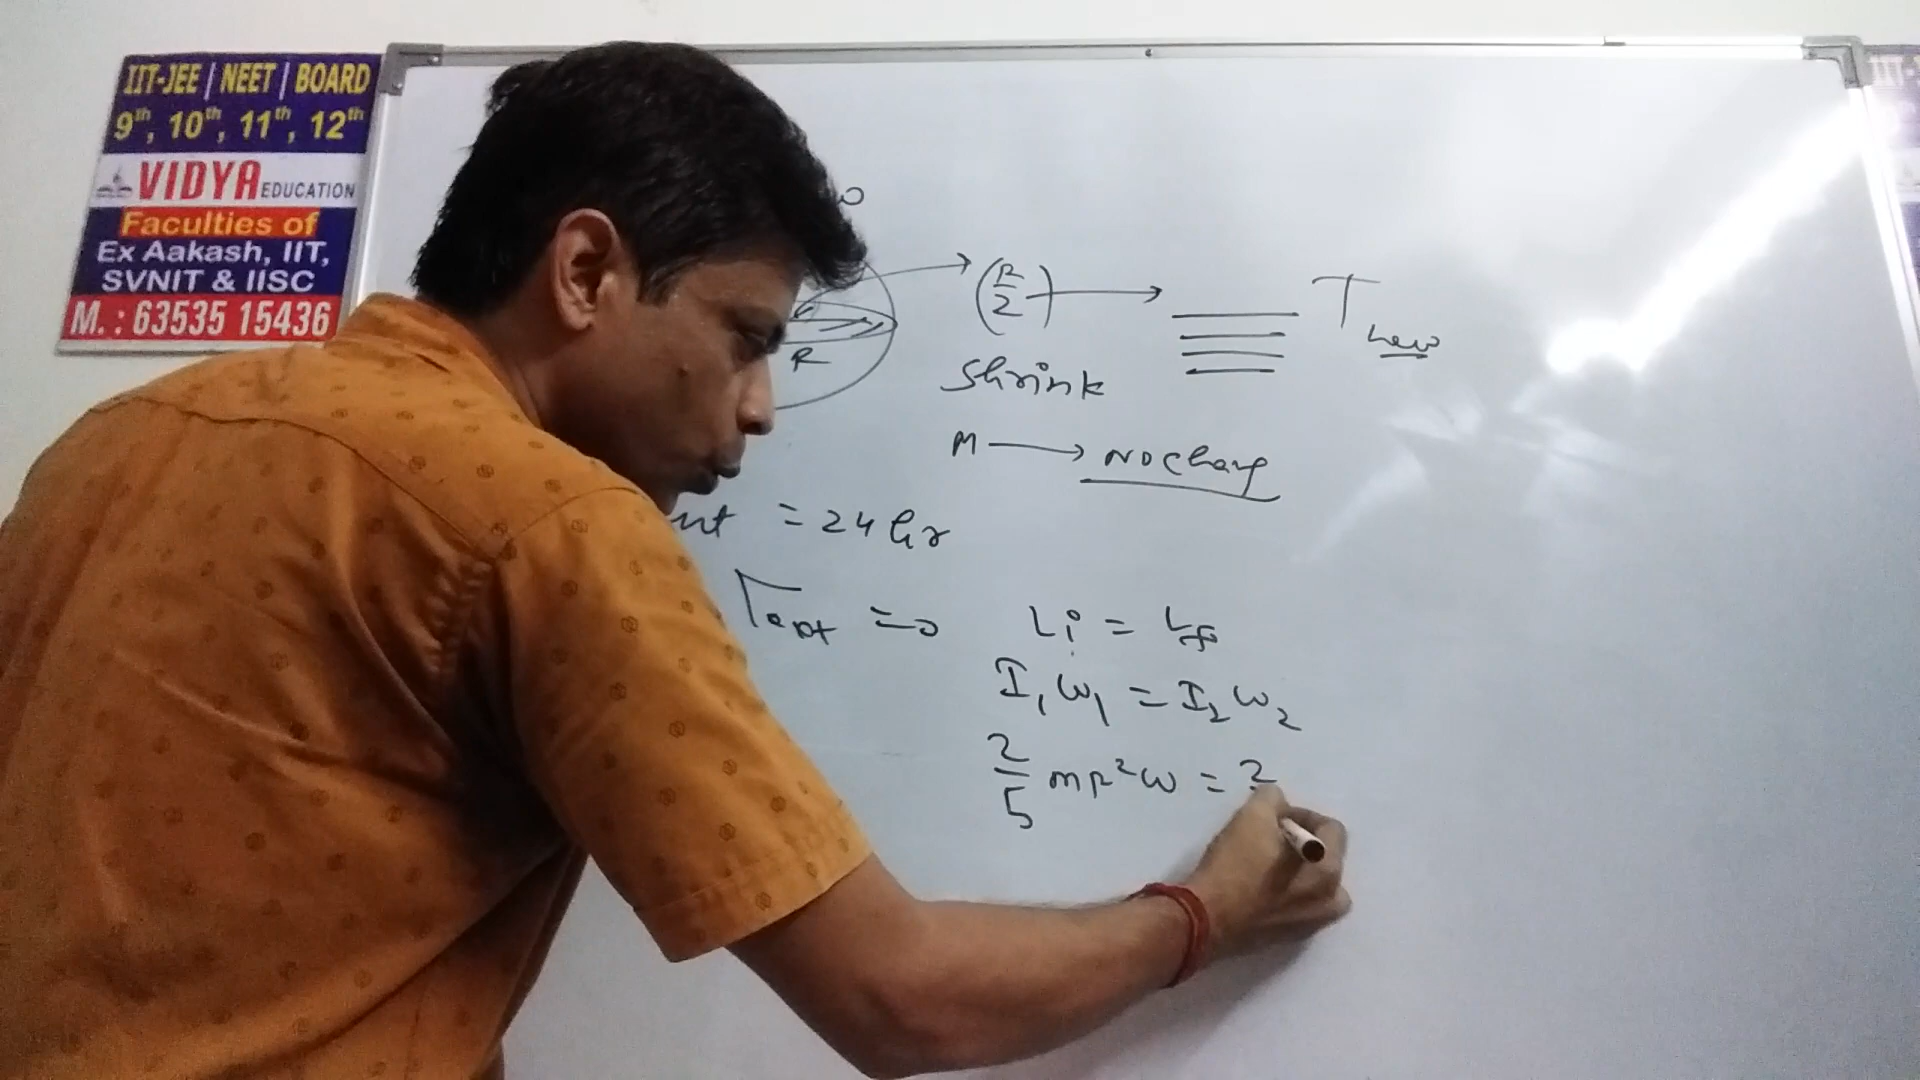 IIT-JEE | NEET | BOARD
9th, 10th, 11th, 12th
VIDYA EDUCATION
Faculties of
Ex Aakash, IIT,
SVNIT & IISC
M. : 63535 15436
ω
R
(R/2) → T new
Shrink
M → NO Chang
= 24 hr
τext = 0
Li = Lf
I₁ω₁ = I₂ω₂
2/5 mR²ω = 2